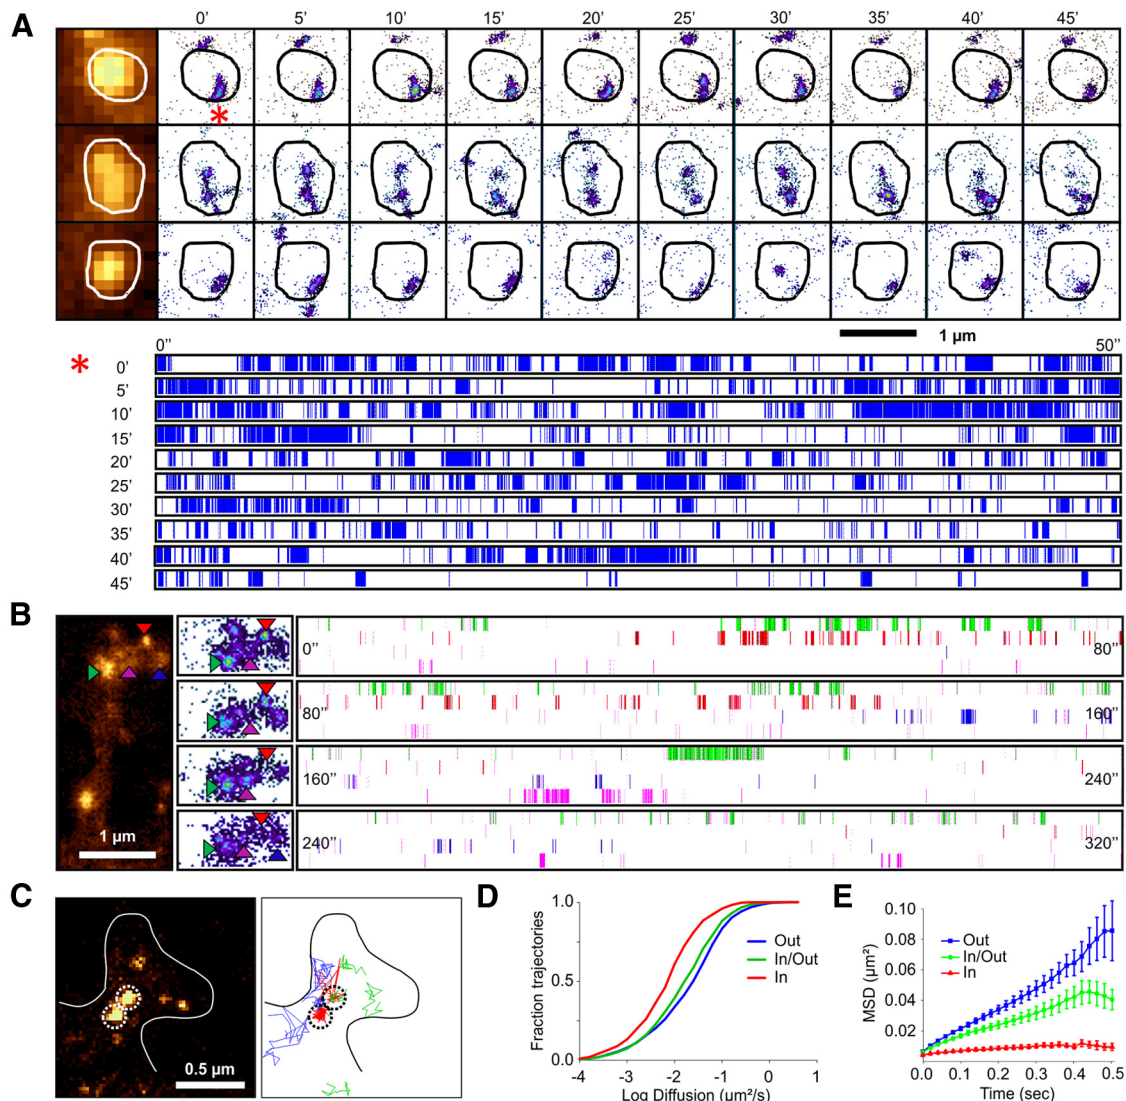 A
0' 5' 10' 15' 20' 25' 30' 35' 40' 45'
*
1 µm
0'' 50''
* 0'
5'
10'
15'
20'
25'
30'
35'
40'
45'
B
0'' 80''
80'' 160''
160'' 240''
240'' 320''
1 µm
C
0.5 µm
D
Fraction trajectories
1.0
0.5
0.0
-4 -3 -2 -1 0 1
Log Diffusion (µm²/s)
Out
In/Out
In
E
MSD (µm²)
0.10
0.08
0.06
0.04
0.02
0.0 0.1 0.2 0.3 0.4 0.5
Time (sec)
Out
In/Out
In